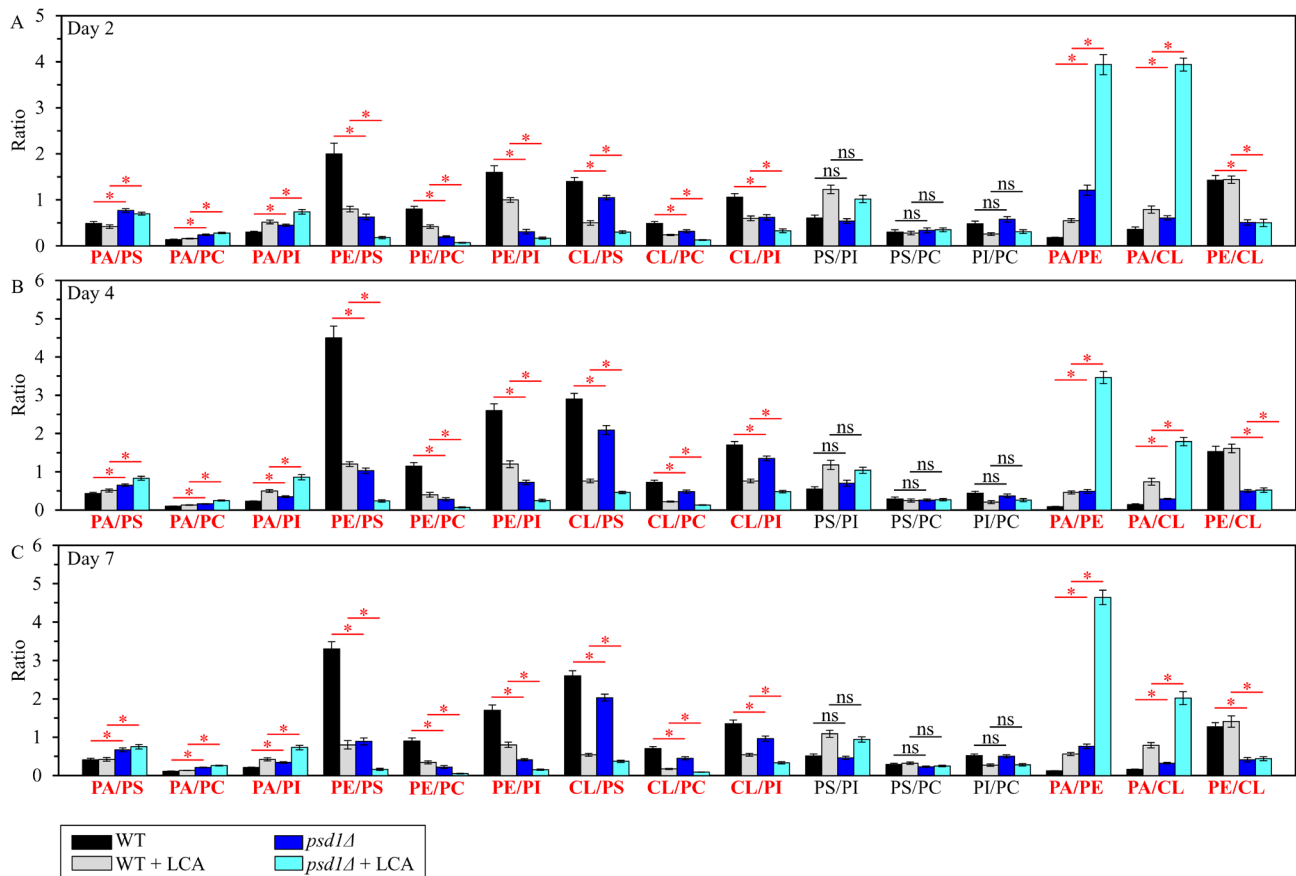 A
Day 2
5
4
3
2
1
0
Ratio
* * * * * * * * * * * * * * * * * * ns ns ns ns ns ns * * * * * *
PA/PS PA/PC PA/PI PE/PS PE/PC PE/PI CL/PS CL/PC CL/PI PS/PI PS/PC PI/PC PA/PE PA/CL PE/CL
B
Day 4
6
5
4
3
2
1
0
Ratio
* * * * * * * * * * * * * * * * * * ns ns ns ns ns ns * * * * * *
PA/PS PA/PC PA/PI PE/PS PE/PC PE/PI CL/PS CL/PC CL/PI PS/PI PS/PC PI/PC PA/PE PA/CL PE/CL
C
Day 7
6
5
4
3
2
1
0
Ratio
* * * * * * * * * * * * * * * * * * ns ns ns ns ns ns * * * * * *
PA/PS PA/PC PA/PI PE/PS PE/PC PE/PI CL/PS CL/PC CL/PI PS/PI PS/PC PI/PC PA/PE PA/CL PE/CL
WT psd1Δ
WT + LCA psd1Δ + LCA